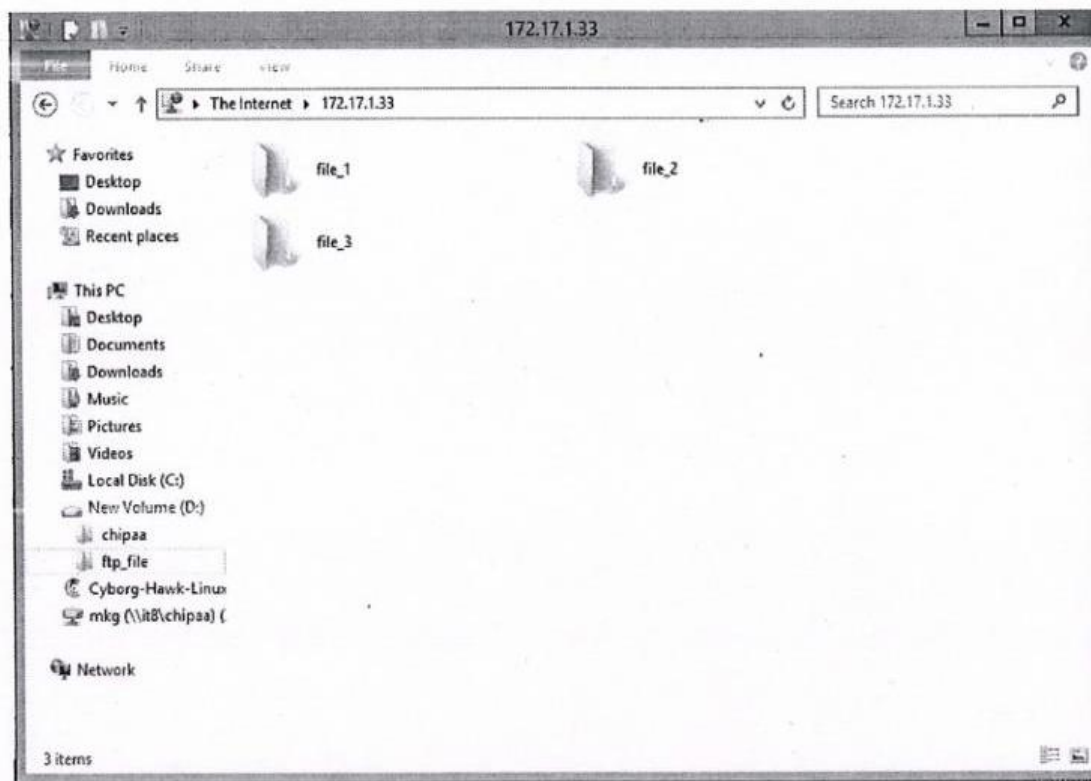 172.17.1.33
File Home Share view
The Internet 172.17.1.33
Search 172.17.1.33
Favorites
Desktop
Downloads
Recent places
This PC
Desktop
Documents
Downloads
Music
Pictures
Videos
Local Disk (C:)
New Volume (D:)
chipaa
ftp_file
Cyborg-Hawk-Linux
mkg (\\it8\chipaa) (
Network
file_1 file_2
file_3
3 items